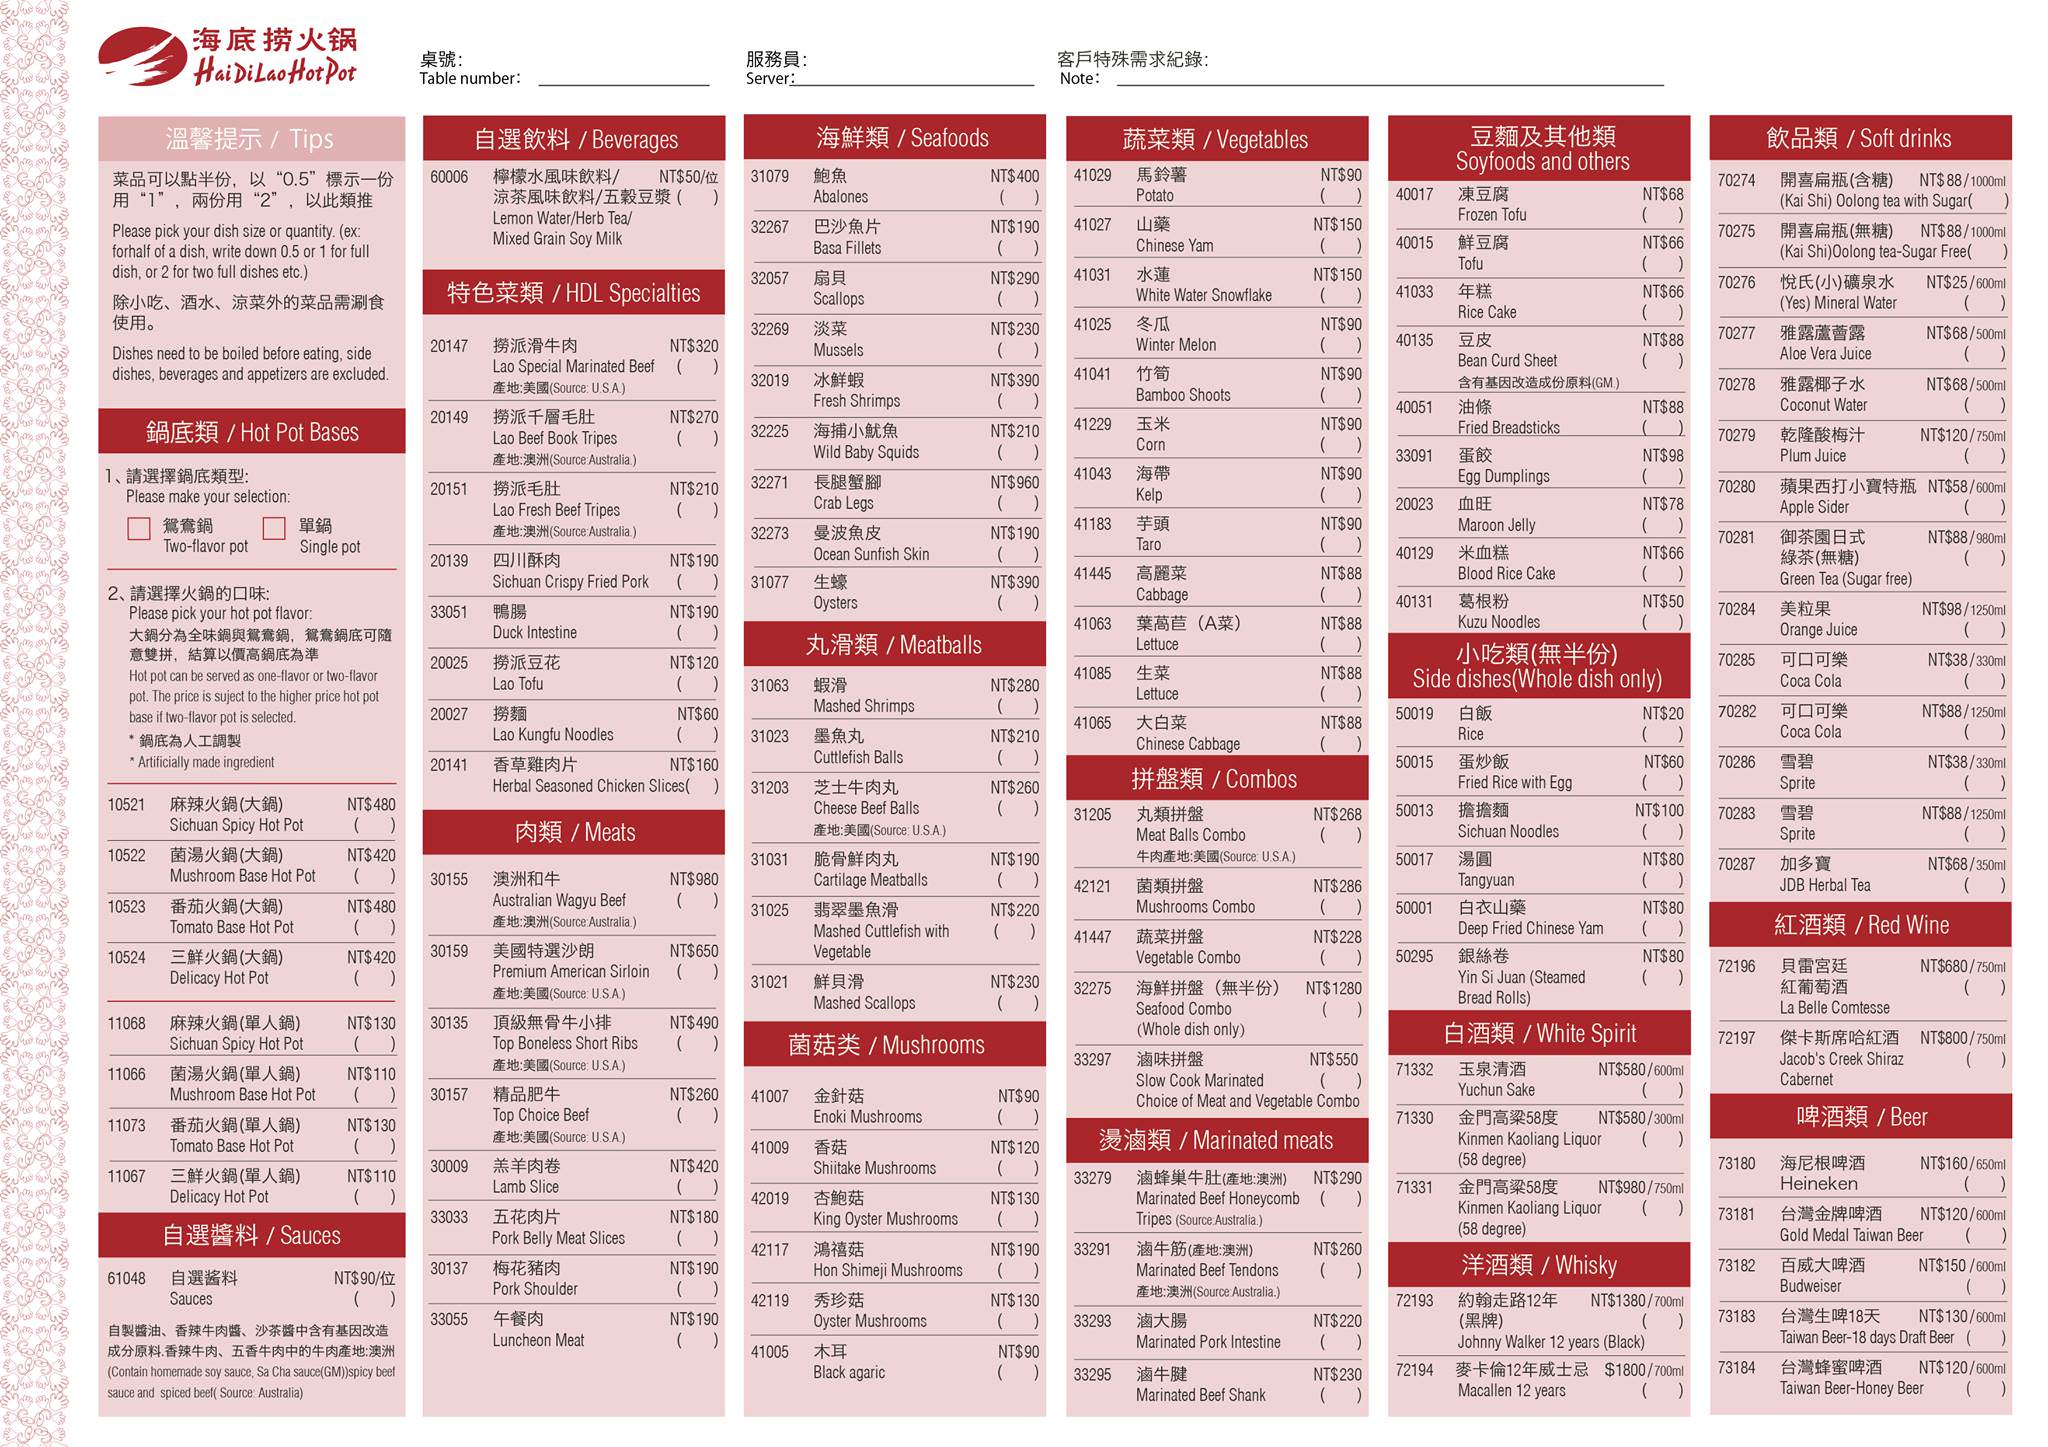 海底捞火锅
HaiDiLaoHotPot
桌號：
Table number：
服務員：
Server:
客戶特殊需求紀錄：
Note：
溫馨提示 / Tips
菜品可以點半份，以“0.5”標示一份
用“1”，兩份用“2”，以此類推
Please pick your dish size or quantity. (ex:
forhalf of a dish, write down 0.5 or 1 for full
dish, or 2 for two full dishes etc.)
除小吃、酒水、涼菜外的菜品需涮食
使用。
Dishes need to be boiled before eating, side
dishes, beverages and appetizers are excluded.
鍋底類 / Hot Pot Bases
1、請選擇鍋底類型:
Please make your selection:
鴛鴦鍋 單鍋
Two-flavor pot Single pot
2、請選擇火鍋的口味:
Please pick your hot pot flavor:
大鍋分為全味鍋與鴛鴦鍋，鴛鴦鍋底可隨
意雙拼，結算以價高鍋底為準
Hot pot can be served as one-flavor or two-flavor
pot. The price is suject to the higher price hot pot
base if two-flavor pot is selected.
* 鍋底為人工調製
* Artificially made ingredient
10521 麻辣火鍋(大鍋) NT$480
Sichuan Spicy Hot Pot ( )
10522 菌湯火鍋(大鍋) NT$420
Mushroom Base Hot Pot ( )
10523 番茄火鍋(大鍋) NT$480
Tomato Base Hot Pot ( )
10524 三鮮火鍋(大鍋) NT$420
Delicacy Hot Pot ( )
11068 麻辣火鍋(單人鍋) NT$130
Sichuan Spicy Hot Pot ( )
11066 菌湯火鍋(單人鍋) NT$110
Mushroom Base Hot Pot ( )
11073 番茄火鍋(單人鍋) NT$130
Tomato Base Hot Pot ( )
11067 三鮮火鍋(單人鍋) NT$110
Delicacy Hot Pot ( )
自選醬料 / Sauces
61048 自選酱料 NT$90/位
Sauces ( )
自製醬油、香辣牛肉醬、沙茶醬中含有基因改造
成分原料.香辣牛肉、五香牛肉中的牛肉產地:澳洲
(Contain homemade soy sauce, Sa Cha sauce(GM))spicy beef
sauce and spiced beef( Source: Australia)
自選飲料 / Beverages
60006 檸檬水風味飲料/ NT$50/位
涼茶風味飲料/五穀豆漿 ( )
Lemon Water/Herb Tea/
Mixed Grain Soy Milk
特色菜類 / HDL Specialties
20147 撈派滑牛肉 NT$320
Lao Special Marinated Beef ( )
產地:美國(Source: U.S.A.)
20149 撈派千層毛肚 NT$270
Lao Beef Book Tripes ( )
產地:澳洲(Source:Australia.)
20151 撈派毛肚 NT$210
Lao Fresh Beef Tripes ( )
產地:澳洲(Source:Australia.)
20139 四川酥肉 NT$190
Sichuan Crispy Fried Pork ( )
33051 鴨腸 NT$190
Duck Intestine ( )
20025 撈派豆花 NT$120
Lao Tofu ( )
20027 撈麵 NT$60
Lao Kungfu Noodles ( )
20141 香草雞肉片 NT$160
Herbal Seasoned Chicken Slices( )
肉類 / Meats
30155 澳洲和牛 NT$980
Australian Wagyu Beef ( )
產地:澳洲(Source:Australia.)
30159 美國特選沙朗 NT$650
Premium American Sirloin ( )
產地:美國(Source: U.S.A.)
30135 頂級無骨牛小排 NT$490
Top Boneless Short Ribs ( )
產地:美國(Source: U.S.A.)
30157 精品肥牛 NT$260
Top Choice Beef ( )
產地:美國(Source: U.S.A.)
30009 羔羊肉卷 NT$420
Lamb Slice ( )
33033 五花肉片 NT$180
Pork Belly Meat Slices ( )
30137 梅花豬肉 NT$190
Pork Shoulder ( )
33055 午餐肉 NT$190
Luncheon Meat ( )
海鮮類 / Seafoods
31079 鮑魚 NT$400
Abalones ( )
32267 巴沙魚片 NT$190
Basa Fillets ( )
32057 扇貝 NT$290
Scallops ( )
32269 淡菜 NT$230
Mussels ( )
32019 冰鮮蝦 NT$390
Fresh Shrimps ( )
32225 海捕小魷魚 NT$210
Wild Baby Squids ( )
32271 長腿蟹腳 NT$960
Crab Legs ( )
32273 曼波魚皮 NT$190
Ocean Sunfish Skin ( )
31077 生蠔 NT$390
Oysters ( )
丸滑類 / Meatballs
31063 蝦滑 NT$280
Mashed Shrimps ( )
31023 墨魚丸 NT$210
Cuttlefish Balls ( )
31203 芝士牛肉丸 NT$260
Cheese Beef Balls ( )
產地:美國(Source: U.S.A.)
31031 脆骨鮮肉丸 NT$190
Cartilage Meatballs ( )
31025 翡翠墨魚滑 NT$220
Mashed Cuttlefish with ( )
Vegetable
31021 鮮貝滑 NT$230
Mashed Scallops ( )
菌菇类 / Mushrooms
41007 金針菇 NT$90
Enoki Mushrooms ( )
41009 香菇 NT$120
Shiitake Mushrooms ( )
42019 杏鮑菇 NT$130
King Oyster Mushrooms ( )
42117 鴻禧菇 NT$190
Hon Shimeji Mushrooms ( )
42119 秀珍菇 NT$130
Oyster Mushrooms ( )
41005 木耳 NT$90
Black agaric ( )
蔬菜類 / Vegetables
41029 馬鈴薯 NT$90
Potato ( )
41027 山藥 NT$150
Chinese Yam ( )
41031 水蓮 NT$150
White Water Snowflake ( )
41025 冬瓜 NT$90
Winter Melon ( )
41041 竹筍 NT$90
Bamboo Shoots ( )
41229 玉米 NT$90
Corn ( )
41043 海帶 NT$90
Kelp ( )
41183 芋頭 NT$90
Taro ( )
41445 高麗菜 NT$88
Cabbage ( )
41063 葉萵苣（A菜） NT$88
Lettuce ( )
41085 生菜 NT$88
Lettuce ( )
41065 大白菜 NT$88
Chinese Cabbage ( )
拼盤類 / Combos
31205 丸類拼盤 NT$268
Meat Balls Combo ( )
牛肉產地:美國(Source: U.S.A.)
42121 菌類拼盤 NT$286
Mushrooms Combo ( )
41447 蔬菜拼盤 NT$228
Vegetable Combo ( )
32275 海鮮拼盤（無半份） NT$1280
Seafood Combo ( )
(Whole dish only)
33297 滷味拼盤 NT$550
Slow Cook Marinated ( )
Choice of Meat and Vegetable Combo
燙滷類 / Marinated meats
33279 滷蜂巢牛肚(產地:澳洲) NT$290
Marinated Beef Honeycomb ( )
Tripes (Source:Australia.)
33291 滷牛筋(產地:澳洲) NT$260
Marinated Beef Tendons ( )
產地:澳洲(Source:Australia.)
33293 滷大腸 NT$220
Marinated Pork Intestine ( )
33295 滷牛腱 NT$230
Marinated Beef Shank ( )
豆麵及其他類
Soyfoods and others
40017 凍豆腐 NT$68
Frozen Tofu ( )
40015 鮮豆腐 NT$66
Tofu ( )
41033 年糕 NT$66
Rice Cake ( )
40135 豆皮 NT$88
Bean Curd Sheet ( )
含有基因改造成份原料(GM.)
40051 油條 NT$88
Fried Breadsticks ( )
33091 蛋餃 NT$98
Egg Dumplings ( )
20023 血旺 NT$78
Maroon Jelly ( )
40129 米血糕 NT$66
Blood Rice Cake ( )
40131 葛根粉 NT$50
Kuzu Noodles ( )
小吃類(無半份)
Side dishes(Whole dish only)
50019 白飯 NT$20
Rice ( )
50015 蛋炒飯 NT$60
Fried Rice with Egg ( )
50013 擔擔麵 NT$100
Sichuan Noodles ( )
50017 湯圓 NT$80
Tangyuan ( )
50001 白衣山藥 NT$80
Deep Fried Chinese Yam ( )
50295 銀絲卷 NT$80
Yin Si Juan (Steamed ( )
Bread Rolls)
白酒類 / White Spirit
71332 玉泉清酒 NT$580/600ml
Yuchun Sake ( )
71330 金門高粱58度 NT$580/300ml
Kinmen Kaoliang Liquor ( )
(58 degree)
71331 金門高粱58度 NT$980/750ml
Kinmen Kaoliang Liquor ( )
(58 degree)
洋酒類 / Whisky
72193 約翰走路12年 NT$1380/700ml
(黑牌) ( )
Johnny Walker 12 years (Black)
72194 麥卡倫12年威士忌 $1800/700ml
Macallen 12 years ( )
飲品類 / Soft drinks
70274 開喜扁瓶(含糖) NT$88/1000ml
(Kai Shi) Oolong tea with Sugar( )
70275 開喜扁瓶(無糖) NT$88/1000ml
(Kai Shi)Oolong tea-Sugar Free( )
70276 悅氏(小)礦泉水 NT$25/600ml
(Yes) Mineral Water ( )
70277 雅露蘆薈露 NT$68/500ml
Aloe Vera Juice ( )
70278 雅露椰子水 NT$68/500ml
Coconut Water ( )
70279 乾隆酸梅汁 NT$120/750ml
Plum Juice ( )
70280 蘋果西打小寶特瓶 NT$58/600ml
Apple Sider ( )
70281 御茶園日式 NT$88/980ml
綠茶(無糖) ( )
Green Tea (Sugar free)
70284 美粒果 NT$98/1250ml
Orange Juice ( )
70285 可口可樂 NT$38/330ml
Coca Cola ( )
70282 可口可樂 NT$88/1250ml
Coca Cola ( )
70286 雪碧 NT$38/330ml
Sprite ( )
70283 雪碧 NT$88/1250ml
Sprite ( )
70287 加多寶 NT$68/350ml
JDB Herbal Tea ( )
紅酒類 / Red Wine
72196 貝雷宮廷 NT$680/750ml
紅葡萄酒 ( )
La Belle Comtesse
72197 傑卡斯席哈紅酒 NT$800/750ml
Jacob's Creek Shiraz ( )
Cabernet
啤酒類 / Beer
73180 海尼根啤酒 NT$160/650ml
Heineken ( )
73181 台灣金牌啤酒 NT$120/600ml
Gold Medal Taiwan Beer ( )
73182 百威大啤酒 NT$150/600ml
Budweiser ( )
73183 台灣生啤18天 NT$130/600ml
Taiwan Beer-18 days Draft Beer ( )
73184 台灣蜂蜜啤酒 NT$120/600ml
Taiwan Beer-Honey Beer ( )